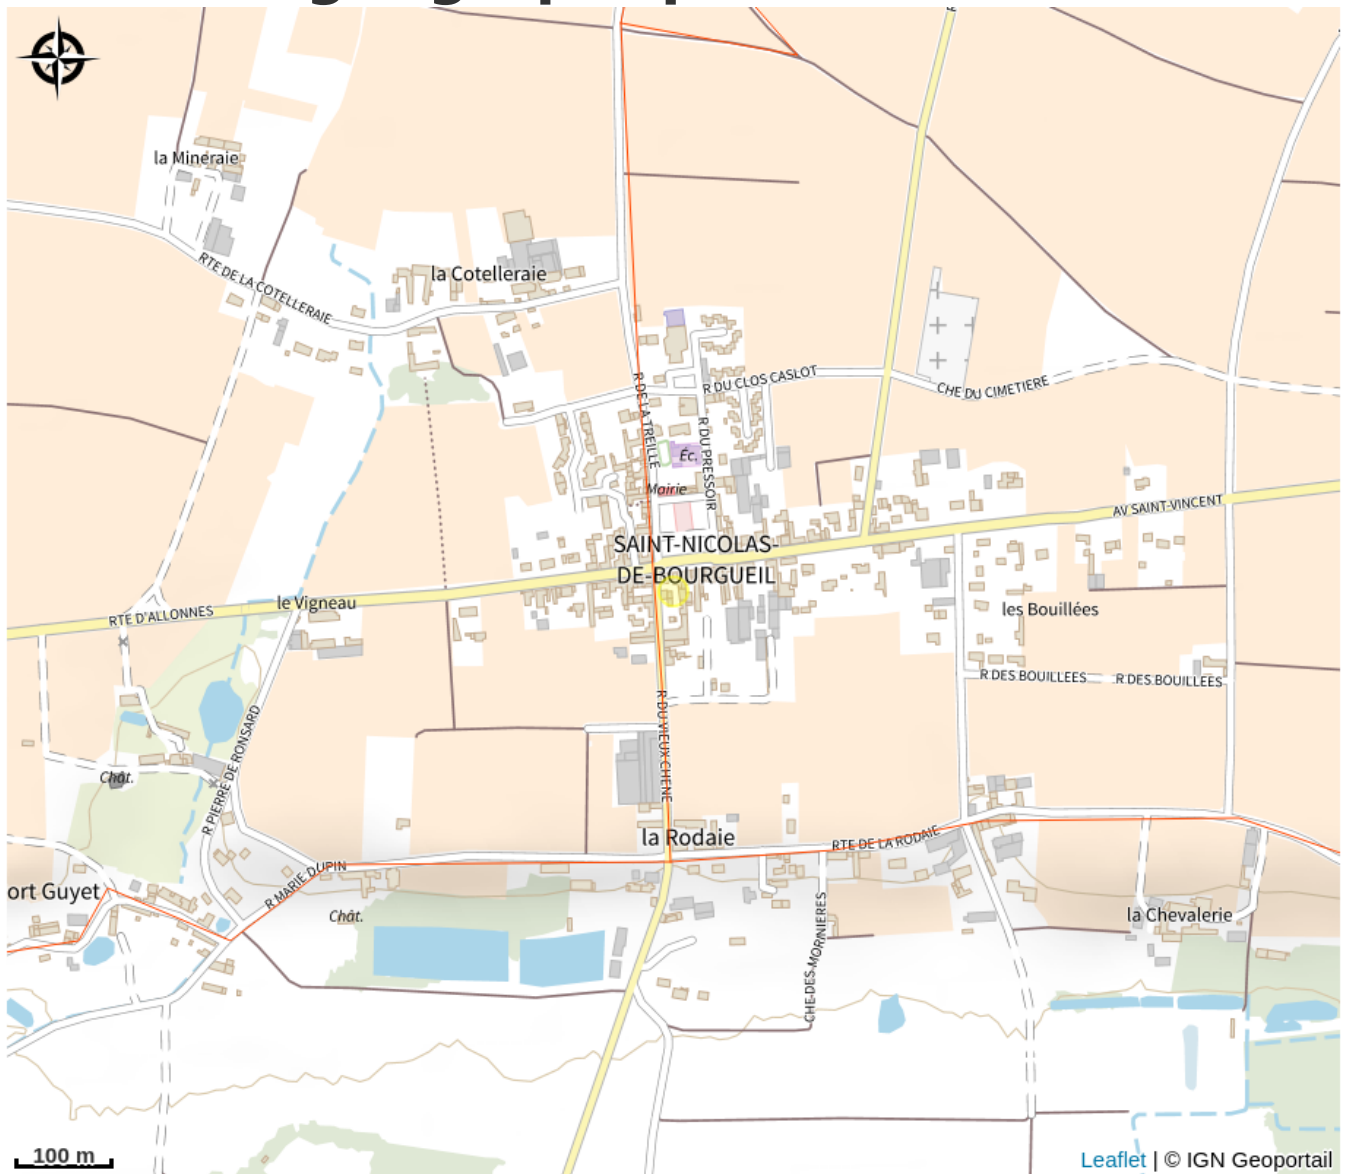 la Minèraie
RTE DE LA COTELLERAIE
la Cotelleraie
R DU CLOS CASLOT
CHE DU CIMETIERE
R DE LA TREILLE
R DU PRESSOIR
Éc.
Mairie
AV SAINT-VINCENT
SAINT-NICOLAS-
DE-BOURGUEIL
RTE D'ALLONNES
le Vigneau
les Bouillées
R DES BOUILLEES
R DES BOUILLEES
R PIERRE DE RONSARD
R DU VIEUX CHENE
Chât.
la Rodaie
RTE DE LA RODAIE
R MARIE DUPIN
ort Guyet
Chât.
CHE DES MORINIERES
la Chevalerie
100 m
Leaflet | © IGN Geoportail